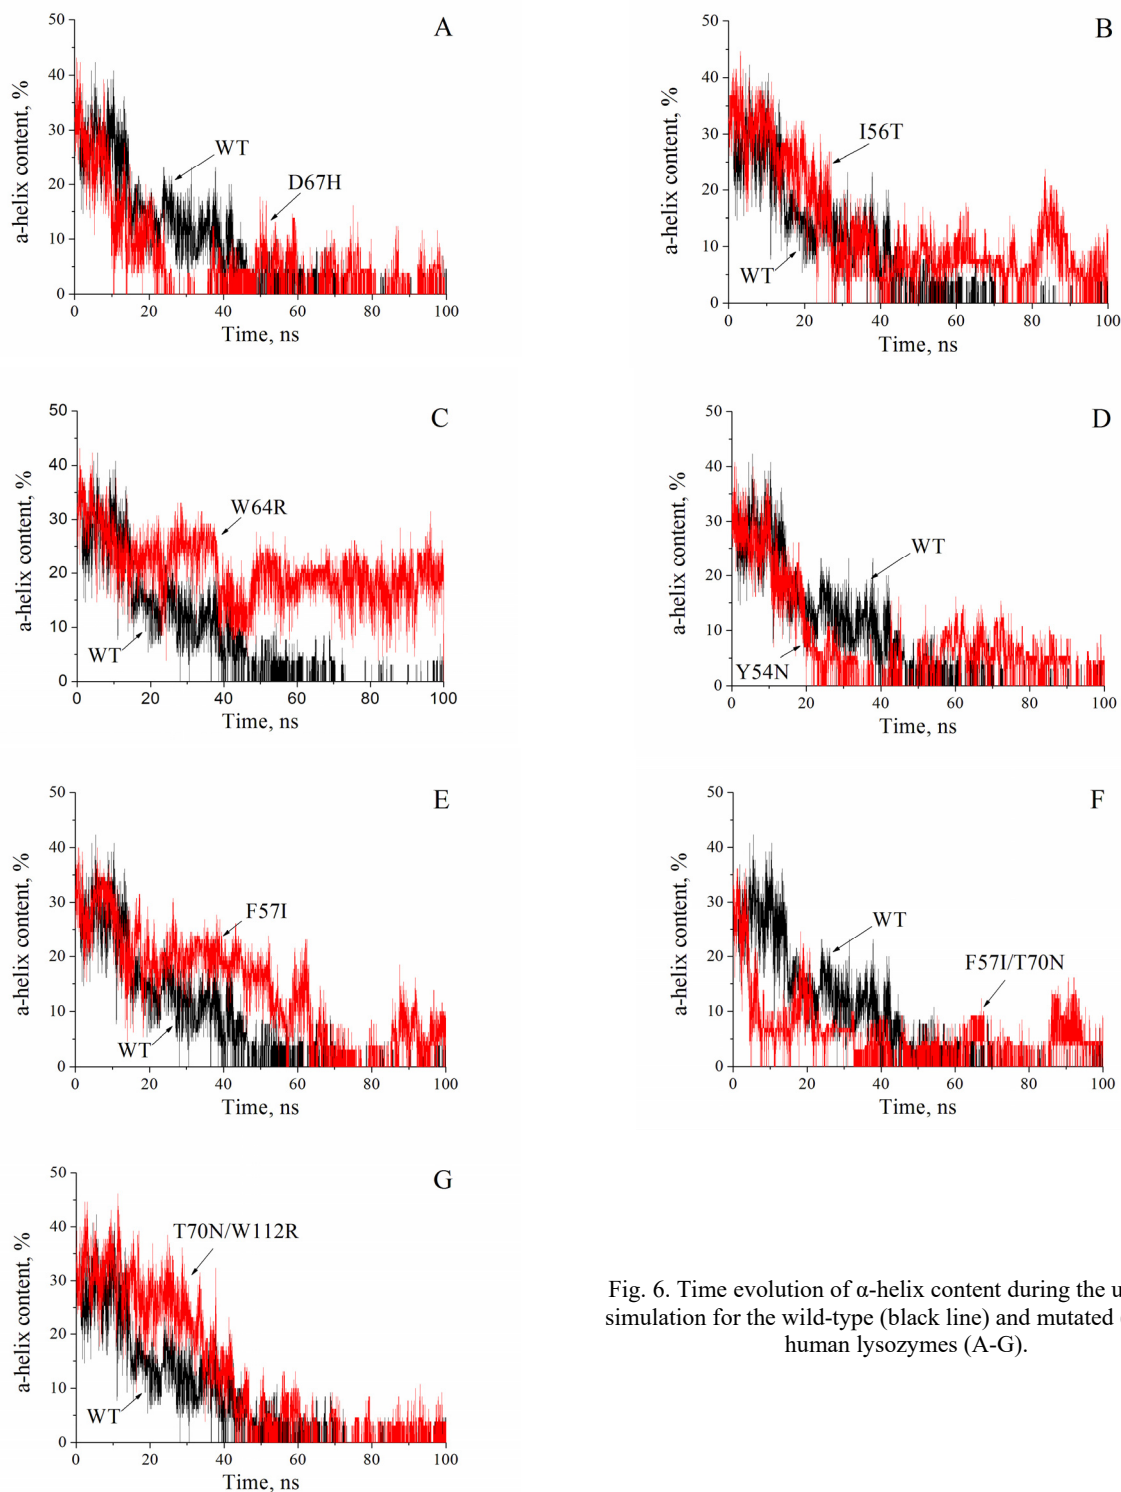 A
a-helix content, %
50
40
30
20
10
0
WT
D67H
0 20 40 60 80 100
Time, ns
B
a-helix content, %
50
40
30
20
10
0
I56T
WT
0 20 40 60 80 100
Time, ns
C
a-helix content, %
50
40
30
20
10
0
W64R
WT
0 20 40 60 80 100
Time, ns
D
a-helix content, %
50
40
30
20
10
0
WT
Y54N
0 20 40 60 80 100
Time, ns
E
a-helix content, %
50
40
30
20
10
0
F57I
WT
0 20 40 60 80 100
Time, ns
F
a-helix content, %
50
40
30
20
10
0
WT
F57I/T70N
0 20 40 60 80 100
Time, ns
G
a-helix content, %
50
40
30
20
10
0
T70N/W112R
WT
0 20 40 60 80 100
Time, ns
Fig. 6. Time evolution of α-helix content during the
simulation for the wild-type (black line) and mutated
human lysozymes (A-G).